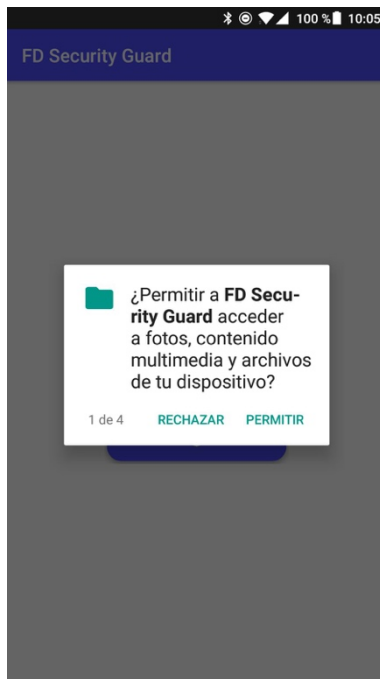 100 % 10:05
FD Security Guard
¿Permitir a FD Secu-
rity Guard acceder
a fotos, contenido
multimedia y archivos
de tu dispositivo?
1 de 4 RECHAZAR PERMITIR